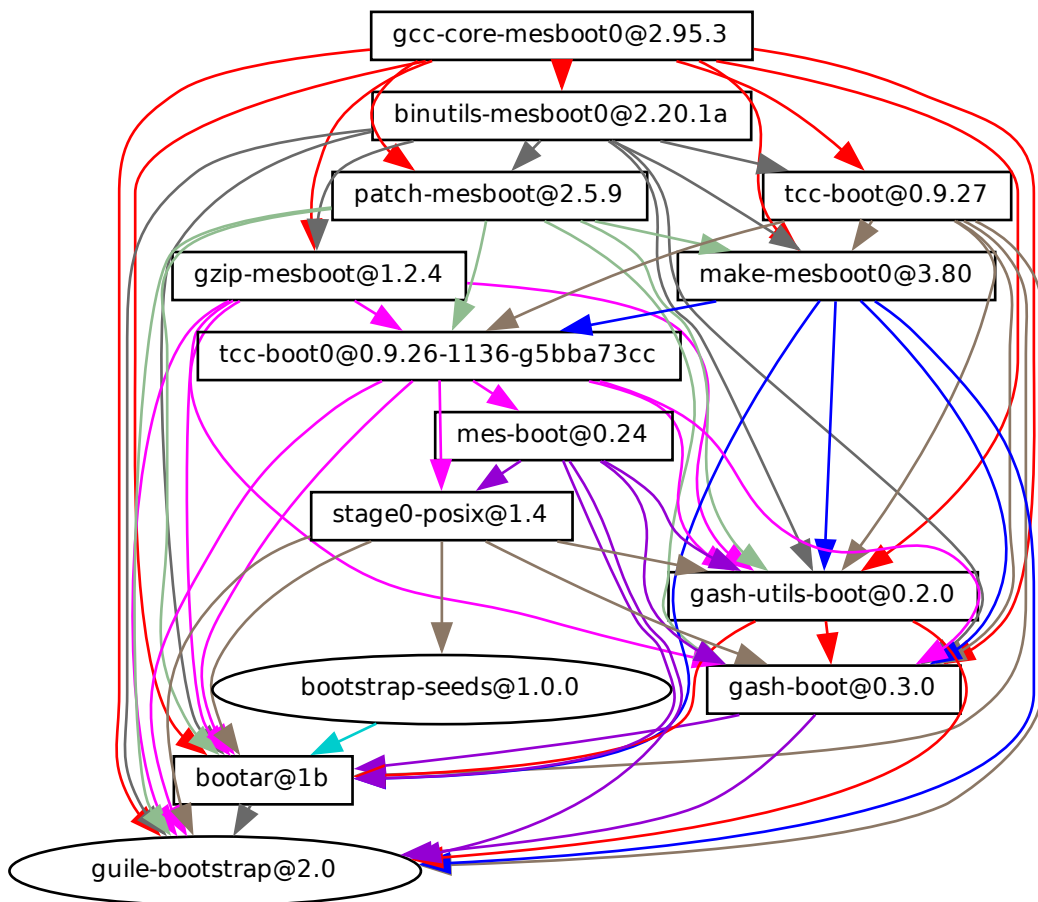 gcc-core-mesboot0@2.95.3
binutils-mesboot0@2.20.1a
patch-mesboot@2.5.9
tcc-boot@0.9.27
gzip-mesboot@1.2.4
make-mesboot0@3.80
tcc-boot0@0.9.26-1136-g5bba73cc
mes-boot@0.24
stage0-posix@1.4
gash-utils-boot@0.2.0
bootstrap-seeds@1.0.0
gash-boot@0.3.0
bootar@1b
guile-bootstrap@2.0